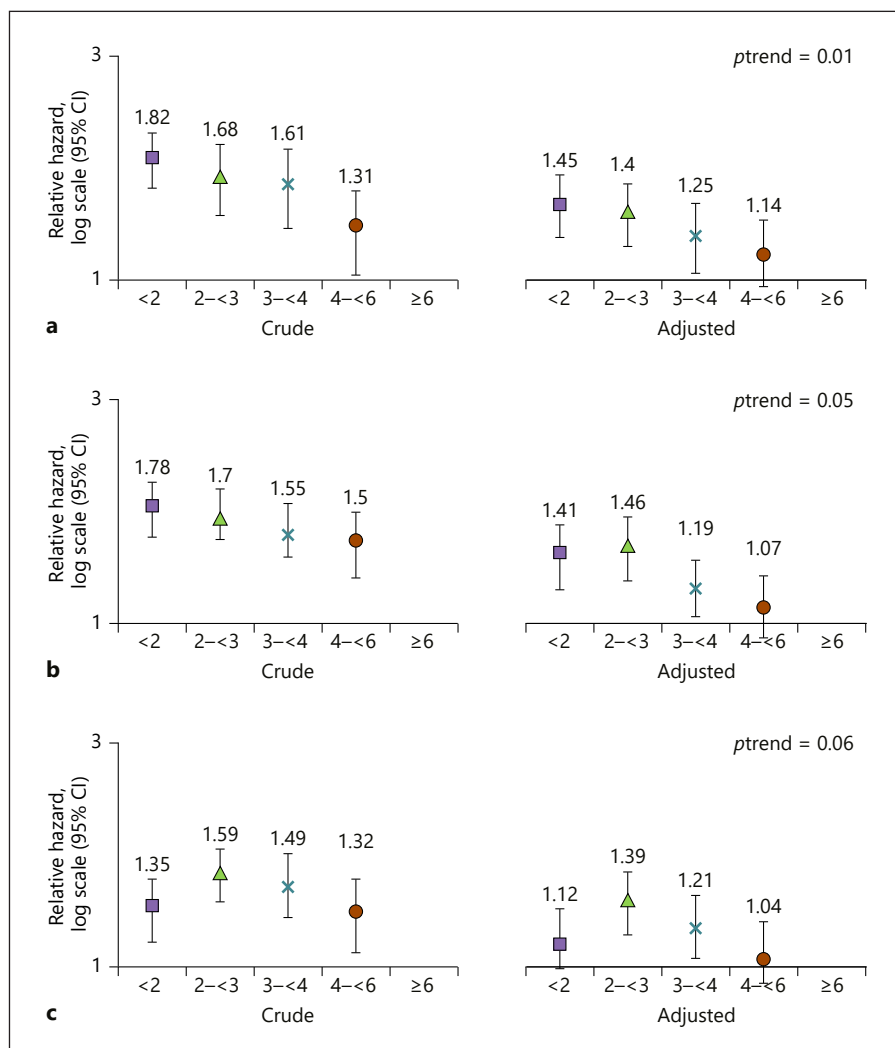 3
ptrend = 0.01
Relative hazard,
log scale (95% CI)
1.82
1.68
1.61
1.31
1.45
1.4
1.25
1.14
1
<2 2–<3 3–<4 4–<6 ≥6
<2 2–<3 3–<4 4–<6 ≥6
a
Crude
Adjusted
3
ptrend = 0.05
Relative hazard,
log scale (95% CI)
1.78
1.7
1.55
1.5
1.41
1.46
1.19
1.07
1
<2 2–<3 3–<4 4–<6 ≥6
<2 2–<3 3–<4 4–<6 ≥6
b
Crude
Adjusted
3
ptrend = 0.06
Relative hazard,
log scale (95% CI)
1.35
1.59
1.49
1.32
1.12
1.39
1.21
1.04
1
<2 2–<3 3–<4 4–<6 ≥6
<2 2–<3 3–<4 4–<6 ≥6
c
Crude
Adjusted